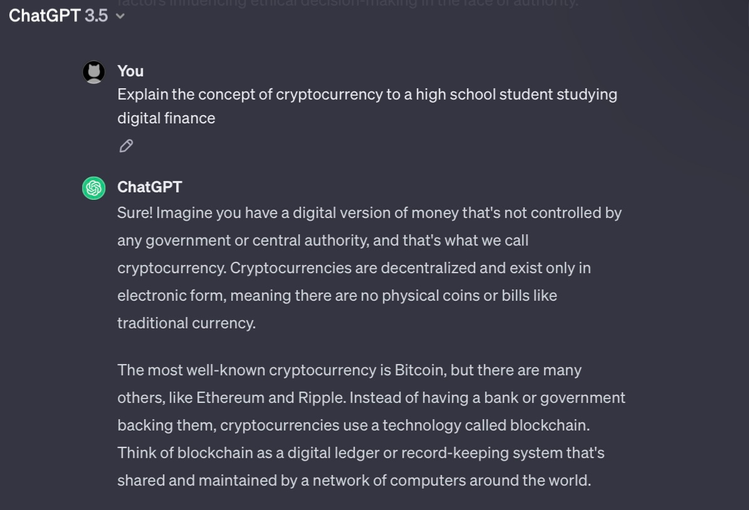 factors influencing ethical decision-making in the face of authority.
ChatGPT 3.5
You
Explain the concept of cryptocurrency to a high school student studying
digital finance
ChatGPT
Sure! Imagine you have a digital version of money that's not controlled by
any government or central authority, and that's what we call
cryptocurrency. Cryptocurrencies are decentralized and exist only in
electronic form, meaning there are no physical coins or bills like
traditional currency.
The most well-known cryptocurrency is Bitcoin, but there are many
others, like Ethereum and Ripple. Instead of having a bank or government
backing them, cryptocurrencies use a technology called blockchain.
Think of blockchain as a digital ledger or record-keeping system that's
shared and maintained by a network of computers around the world.